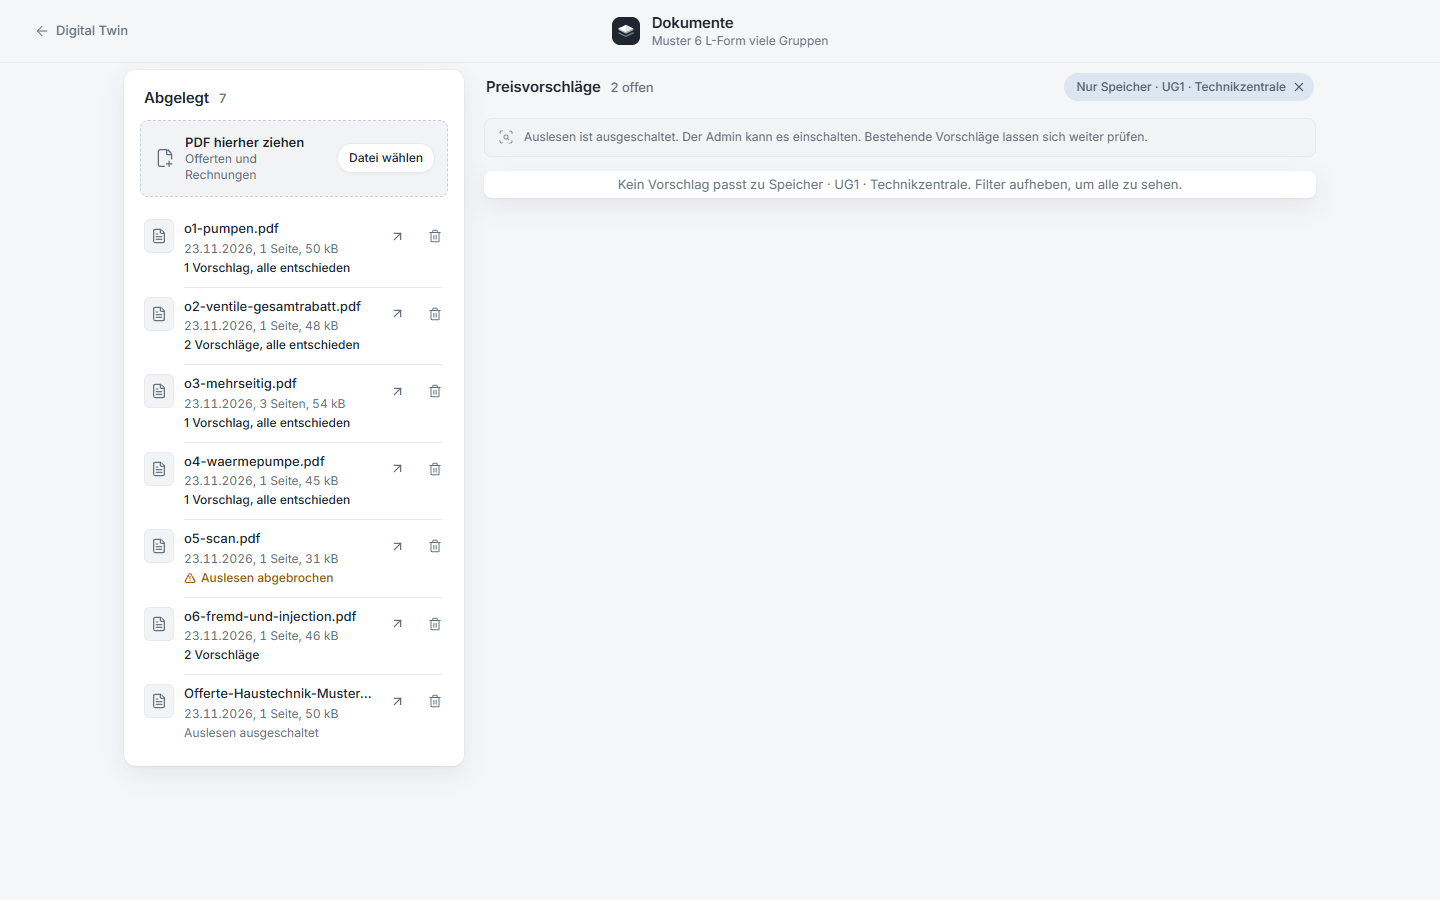 Digital Twin
Dokumente
Muster 6 L-Form viele Gruppen
Abgelegt 7
PDF hierher ziehen
Offerten und
Rechnungen
Datei wählen
o1-pumpen.pdf
23.11.2026, 1 Seite, 50 kB
1 Vorschlag, alle entschieden
o2-ventile-gesamtrabatt.pdf
23.11.2026, 1 Seite, 48 kB
2 Vorschläge, alle entschieden
o3-mehrseitig.pdf
23.11.2026, 3 Seiten, 54 kB
1 Vorschlag, alle entschieden
o4-waermepumpe.pdf
23.11.2026, 1 Seite, 45 kB
1 Vorschlag, alle entschieden
o5-scan.pdf
23.11.2026, 1 Seite, 31 kB
Auslesen abgebrochen
o6-fremd-und-injection.pdf
23.11.2026, 1 Seite, 46 kB
2 Vorschläge
Offerte-Haustechnik-Muster...
23.11.2026, 1 Seite, 50 kB
Auslesen ausgeschaltet
Preisvorschläge 2 offen
Nur Speicher · UG1 · Technikzentrale
Auslesen ist ausgeschaltet. Der Admin kann es einschalten. Bestehende Vorschläge lassen sich weiter prüfen.
Kein Vorschlag passt zu Speicher · UG1 · Technikzentrale. Filter aufheben, um alle zu sehen.